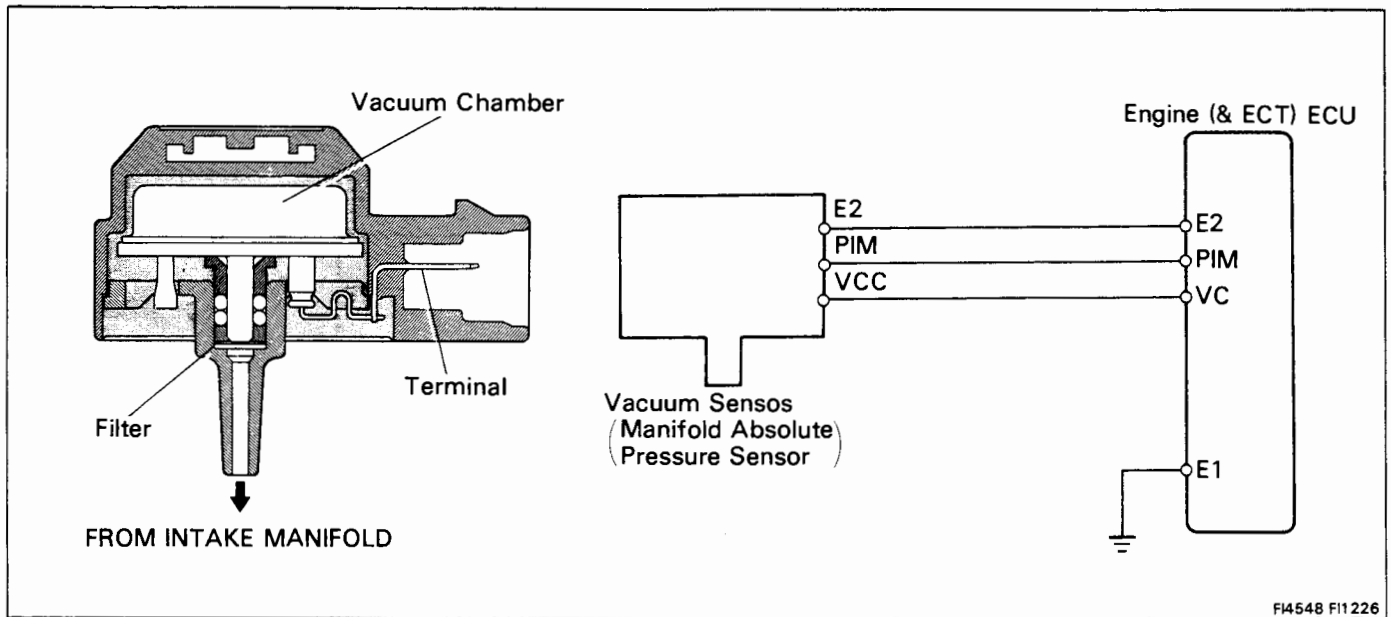 Vacuum Chamber
Terminal
Filter
FROM INTAKE MANIFOLD
Engine (& ECT) ECU
E2
PIM
VCC
E2
PIM
VC
E1
Vacuum Sensos
(Manifold Absolute
Pressure Sensor)
FI4548 FI1226